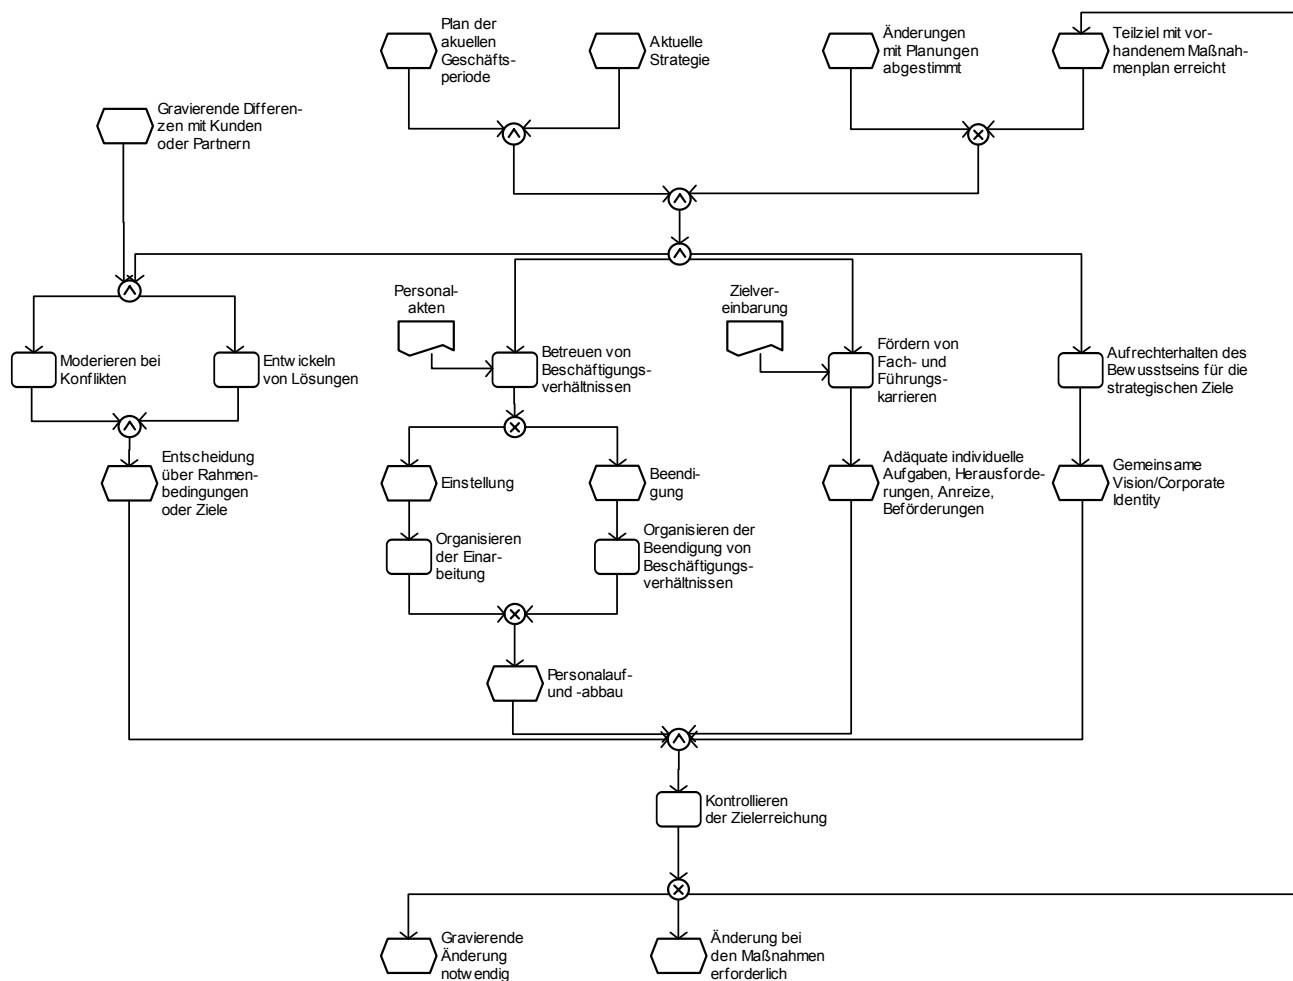 Plan der
akuellen
Geschäfts-
periode
Aktuelle
Strategie
Änderungen
mit Planungen
abgestimmt
Teilziel mit vor-
handenem Maßnah-
menplan erreicht
Gravierende Differen-
zen mit Kunden
oder Partnern
Personal-
akten
Zielver-
einbarung
Moderieren bei
Konflikten
Entwickeln
von Lösungen
Betreuen von
Beschäftigungs-
verhältnissen
Fördern von
Fach- und
Führungs-
karrieren
Aufrechterhalten des
Bewusstseins für die
strategischen Ziele
Entscheidung
über Rahmen-
bedingungen
oder Ziele
Einstellung
Beendi-
gung
Adäquate individuelle
Aufgaben, Herausforde-
rungen, Anreize,
Beförderungen
Gemeinsame
Vision/Corporate
Identity
Organisieren
der Einar-
beitung
Organisieren der
Beendigung von
Beschäftigungs-
verhältnissen
Personalauf-
und -abbau
Kontrollieren
der Zielerreichung
Gravierende
Änderung
notwendig
Änderung bei
den Maßnahmen
erforderlich